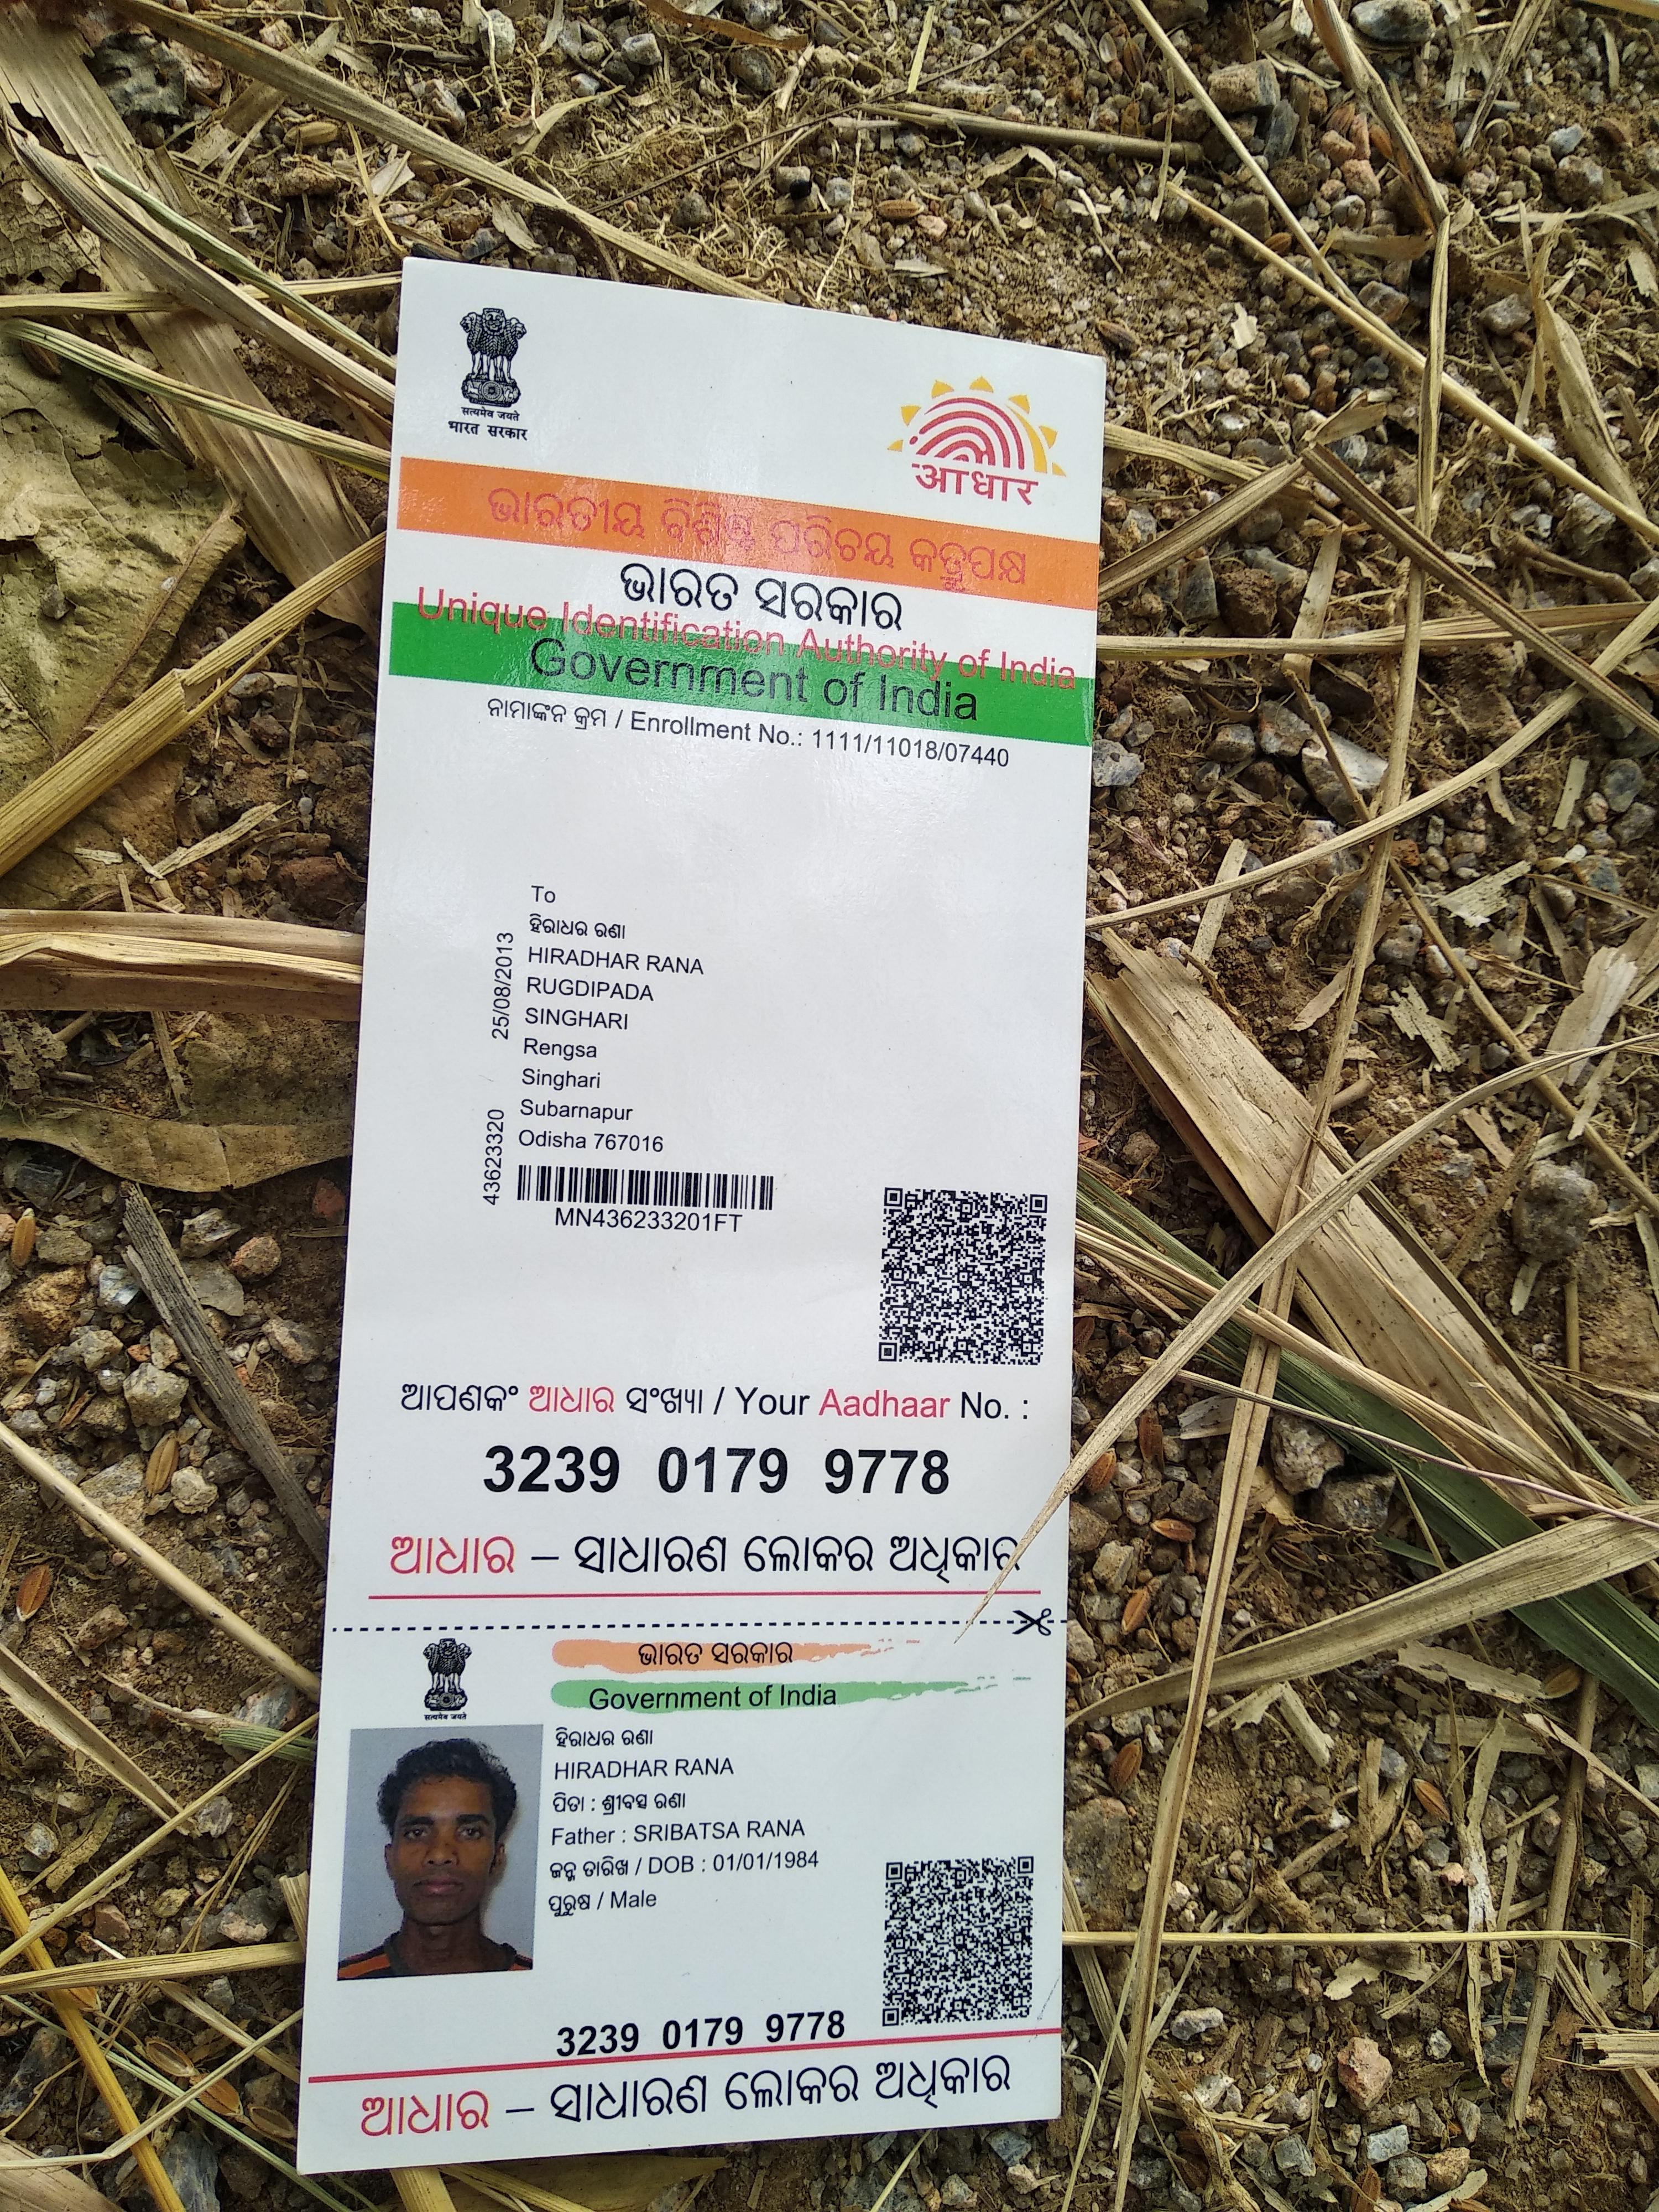 सत्यमेव जयते
भारत सरकार
आधार
ଭାରତୀୟ ବିଶିଷ୍ଟ ପରିଚୟ କର୍ତ୍ତୃପକ୍ଷ
ଭାରତ ସରକାର
Unique Identification Authority of India
Government of India
ନାମାଙ୍କନ କ୍ରମ / Enrollment No.: 1111/11018/07440
To
ହିରାଧର ରଣା
HIRADHAR RANA
RUGDIPADA
SINGHARI
Rengsa
Singhari
Subarnapur
Odisha 767016
25/08/2013
43623320
MN436233201FT
ଆପଣକଂ ଆଧାର ସଂଖ୍ୟା / Your Aadhaar No. :
3239 0179 9778
ଆଧାର – ସାଧାରଣ ଲୋକର ଅଧିକାର
सत्यमेव जयते
ଭାରତ ସରକାର
Government of India
ହିରାଧର ରଣା
HIRADHAR RANA
ପିତା : ଶ୍ରୀବତ୍ସ ରଣା
Father : SRIBATSA RANA
ଜନ୍ମ ତାରିଖ / DOB : 01/01/1984
ପୁରୁଷ / Male
3239 0179 9778
ଆଧାର – ସାଧାରଣ ଲୋକର ଅଧିକାର